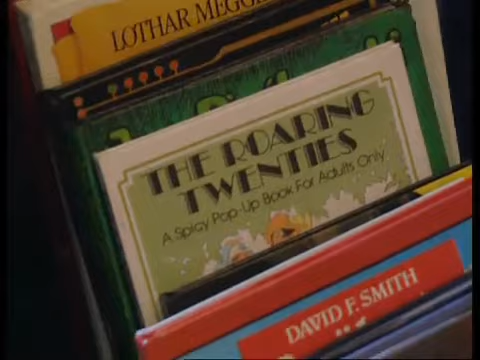 LOTHAR MEGG
THE ROARING
TWENTIES
A Spicy Pop-Up Book For Adults Only
DAVID F. SMITH